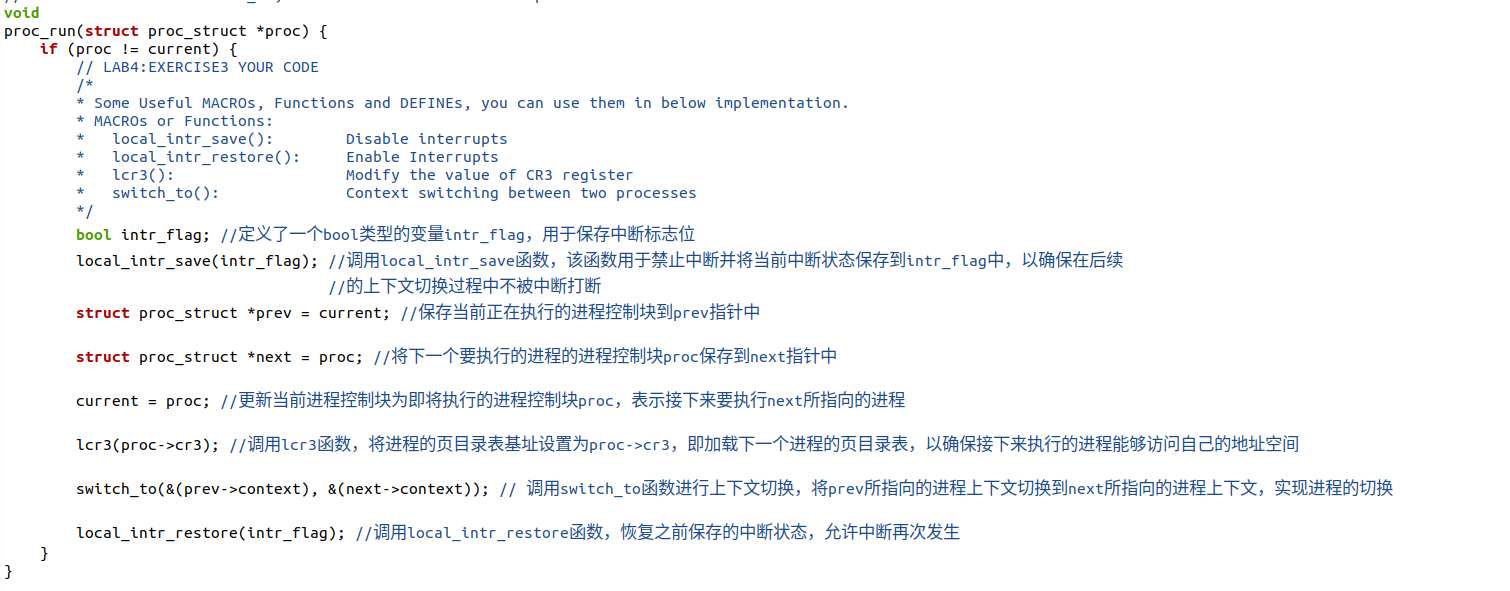 void
proc_run(struct proc_struct *proc) {
    if (proc != current) {
        // LAB4:EXERCISE3 YOUR CODE
        /*
        * Some Useful MACROs, Functions and DEFINEs, you can use them in below implementation.
        * MACROs or Functions:
        *   local_intr_save():        Disable interrupts
        *   local_intr_restore():     Enable Interrupts
        *   lcr3():                   Modify the value of CR3 register
        *   switch_to():              Context switching between two processes
        */
        bool intr_flag; //定义了一个bool类型的变量intr_flag，用于保存中断标志位
        local_intr_save(intr_flag); //调用local_intr_save函数，该函数用于禁止中断并将当前中断状态保存到intr_flag中，以确保在后续
                                    //的上下文切换过程中不被中断打断
        struct proc_struct *prev = current; //保存当前正在执行的进程控制块到prev指针中
        struct proc_struct *next = proc; //将下一个要执行的进程的进程控制块proc保存到next指针中
        current = proc; //更新当前进程控制块为即将执行的进程控制块proc，表示接下来要执行next所指向的进程
        lcr3(proc->cr3); //调用lcr3函数，将进程的页目录表基址设置为proc->cr3，即加载下一个进程的页目录表，以确保接下来执行的进程能够访问自己的地址空间
        switch_to(&(prev->context), &(next->context)); // 调用switch_to函数进行上下文切换，将prev所指向的进程上下文切换到next所指向的进程上下文，实现进程的切换
        local_intr_restore(intr_flag); //调用local_intr_restore函数，恢复之前保存的中断状态，允许中断再次发生
    }
}